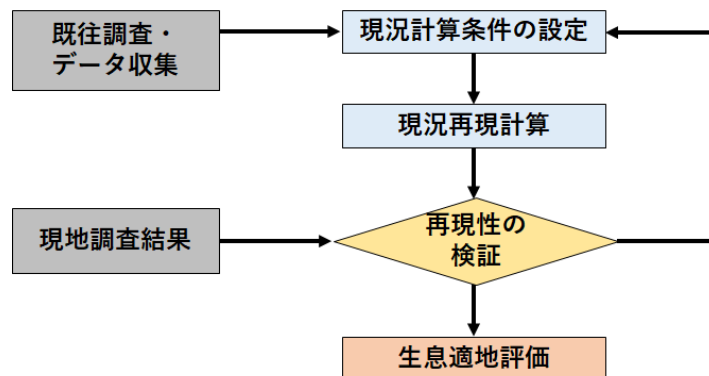 既往調査・
データ収集
現況計算条件の設定
現況再現計算
現地調査結果
再現性の
検証
生息適地評価